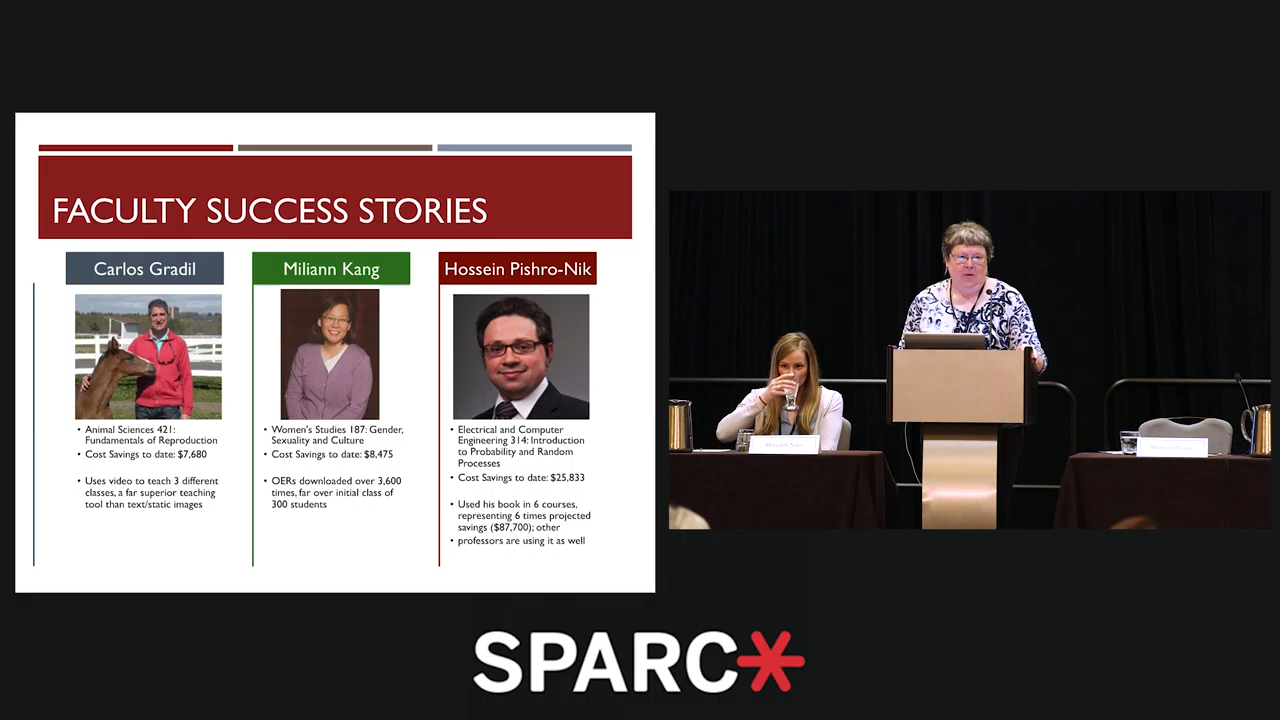 FACULTY SUCCESS STORIES
Carlos Gradil
• Animal Sciences 421:
Fundamentals of Reproduction
• Cost Savings to date: $7,680
• Uses video to teach 3 different
classes, a far superior teaching
tool than text/static images
Miliann Kang
• Women's Studies 187: Gender,
Sexuality and Culture
• Cost Savings to date: $8,475
• OERs downloaded over 3,600
times, far over initial class of
300 students
Hossein Pishro-Nik
• Electrical and Computer
Engineering 314: Introduction
to Probability and Random
Processes
• Cost Savings to date: $25,833
• Used his book in 6 courses,
representing 6 times projected
savings ($87,700); other
• professors are using it as well
SPARC